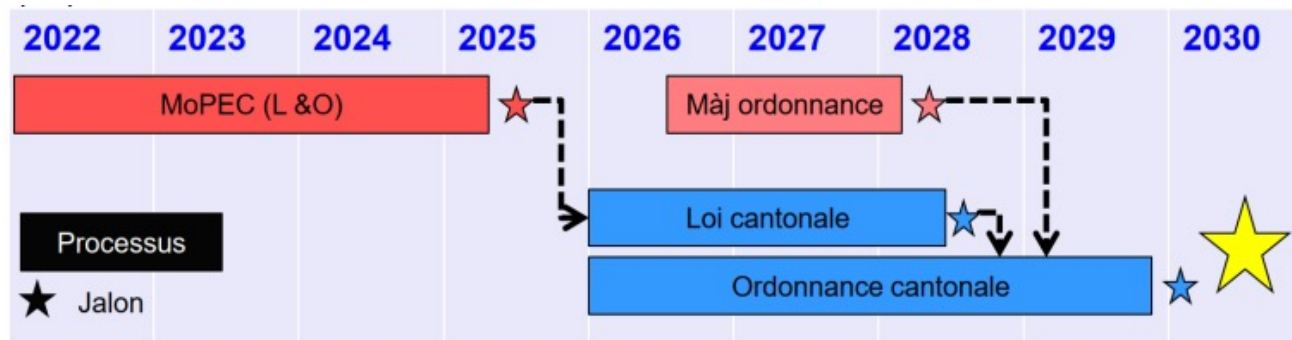 2022 2023 2024 2025 2026 2027 2028 2029 2030
MoPEC (L &O) Màj ordonnance
Loi cantonale
Processus
Ordonnance cantonale
Jalon